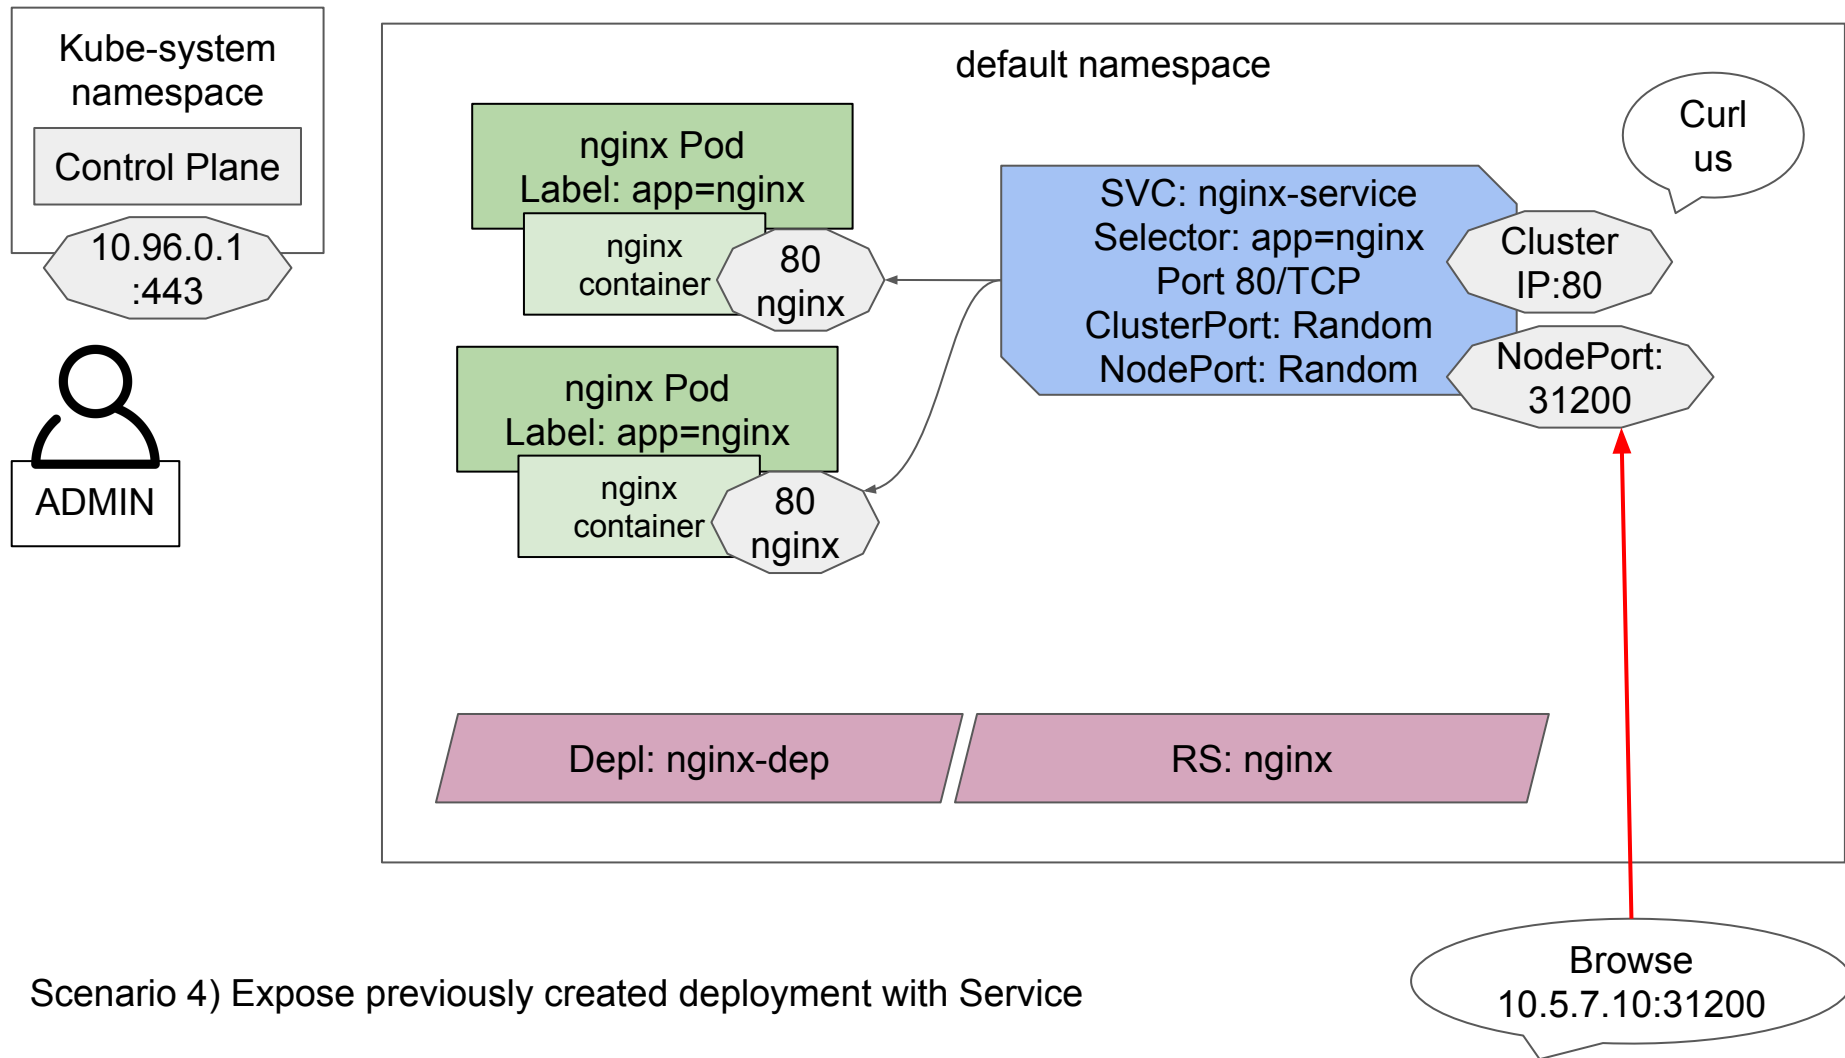 Kube-system
namespace
Control Plane
10.96.0.1
:443
ADMIN
default namespace
nginx Pod
Label: app=nginx
nginx
container
80
nginx
nginx Pod
Label: app=nginx
nginx
container
80
nginx
SVC: nginx-service
Selector: app=nginx
Port 80/TCP
ClusterPort: Random
NodePort: Random
Cluster
IP:80
NodePort:
31200
Curl
us
Depl: nginx-dep
RS: nginx
Browse
10.5.7.10:31200
Scenario 4) Expose previously created deployment with Service